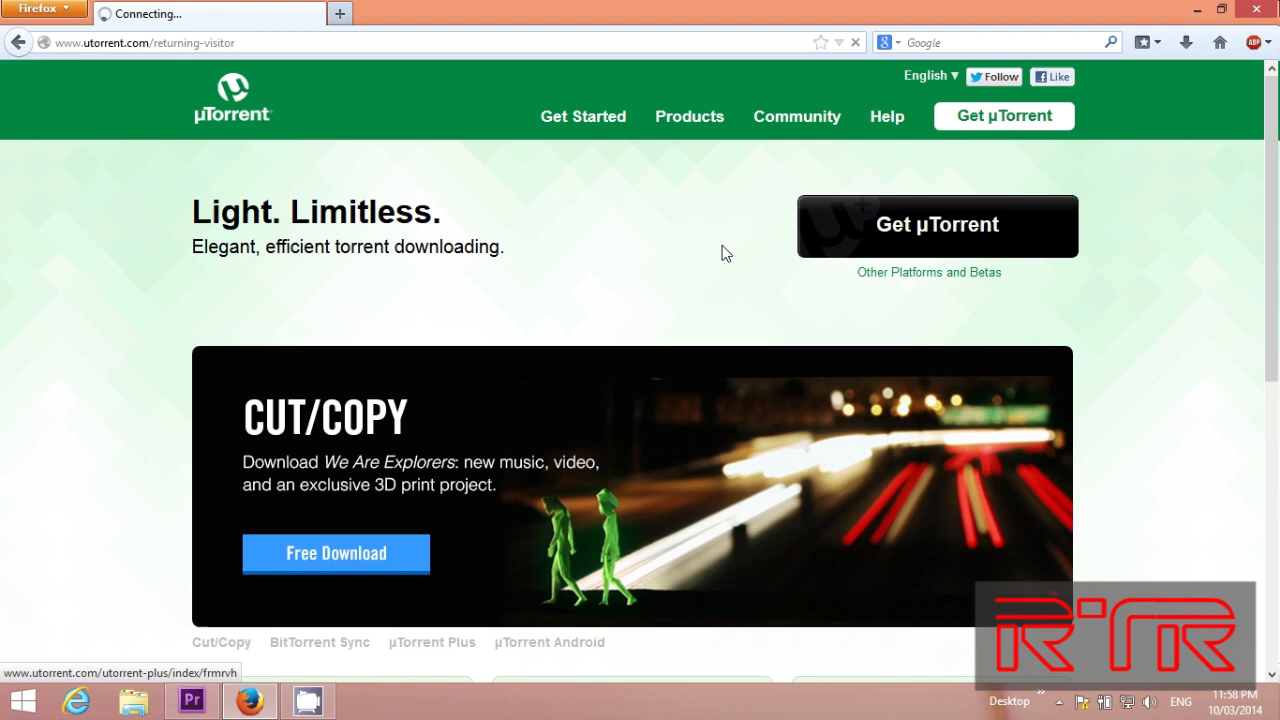 Firefox
Connecting...
www.utorrent.com/returning-visitor
Google
ABP
English ▼
Follow
Like
µTorrent
Get Started
Products
Community
Help
Get µTorrent
Light. Limitless.
Elegant, efficient torrent downloading.
Get µTorrent
Other Platforms and Betas
CUT/COPY
Download We Are Explorers: new music, video,
and an exclusive 3D print project.
Free Download
Cut/Copy
BitTorrent Sync
µTorrent Plus
µTorrent Android
RTR
www.utorrent.com/utorrent-plus/index/frmrvh
Pr
Desktop
ENG
11:58 PM
10/03/2014